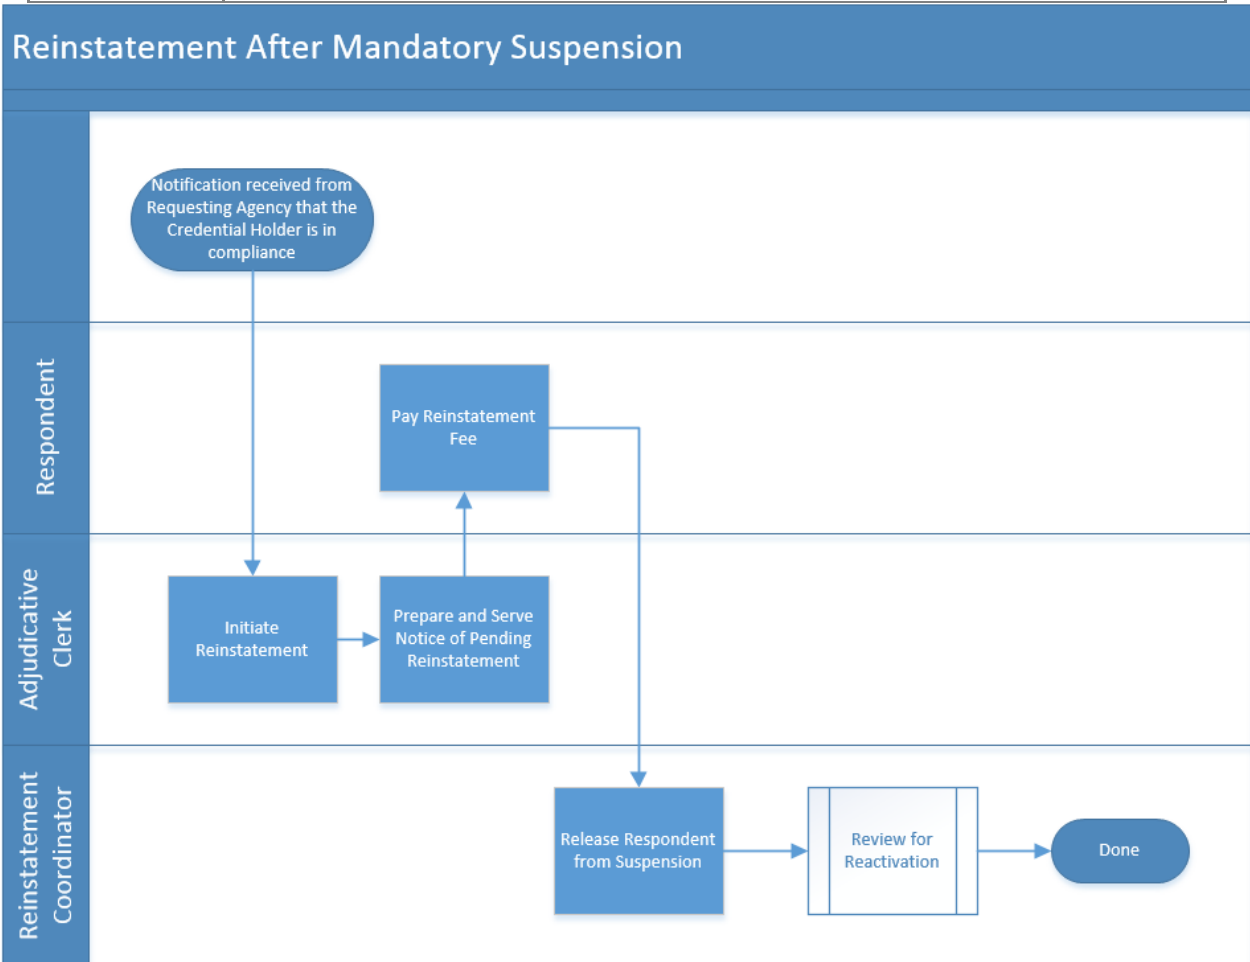 Reinstatement After Mandatory Suspension
Notification received from
Requesting Agency that the
Credential Holder is in
compliance
Respondent
Pay Reinstatement
Fee
Adjudicative
Clerk
Initiate
Reinstatement
Prepare and Serve
Notice of Pending
Reinstatement
Reinstatement
Coordinator
Release Respondent
from Suspension
Review for
Reactivation
Done